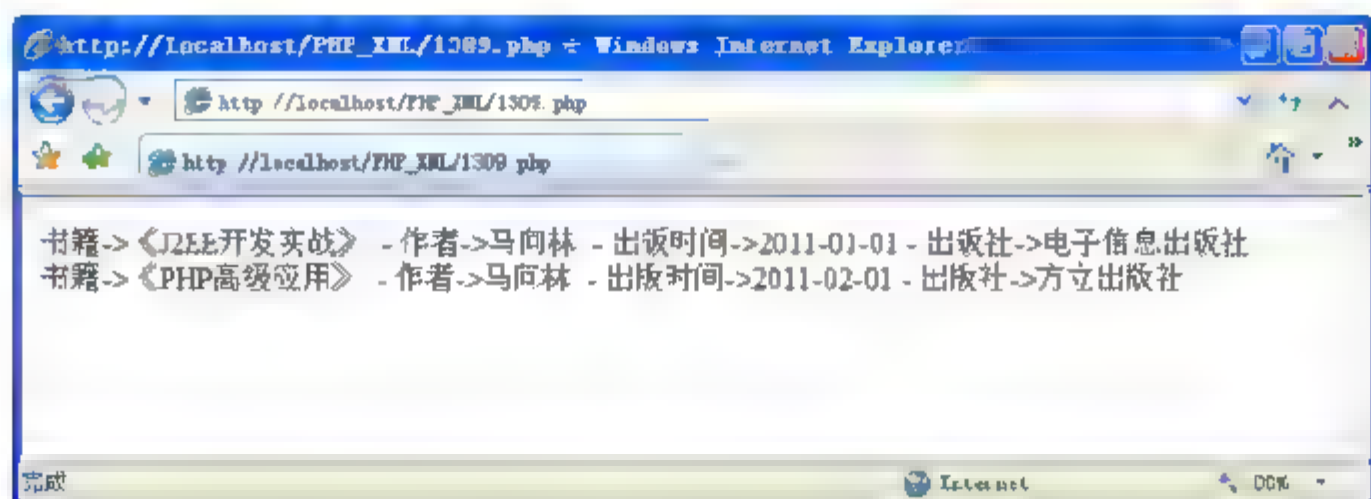 http://localhost/PHP_XML/1309.php - Windows Internet Explorer
http://localhost/PHP_XML/1309.php
http://localhost/PHP_XML/1309.php
书籍->《J2EE开发实战》 - 作者->马向林 - 出版时间->2011-01-01 - 出版社->电子信息出版社
书籍->《PHP高级应用》 - 作者->马向林 - 出版时间->2011-02-01 - 出版社->方立出版社
完成 Internet